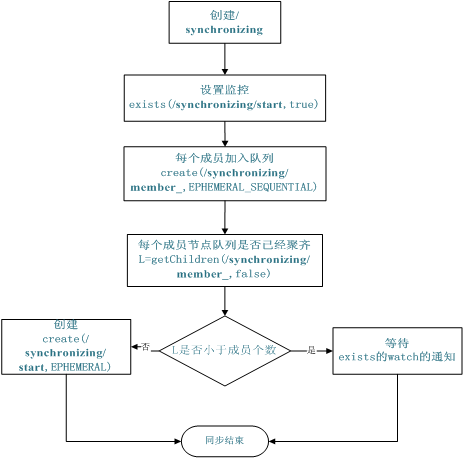 创建/
synchronizing
设置监控
exists(/synchronizing/start,true)
每个成员加入队列
create(/synchronizing/
member_,EPHEMERAL_SEQUENTIAL)
每个成员节点队列是否已经聚齐
L=getChildren(/synchronizing/
member_,false)
L是否小于成员个数
否
是
创建
create(/
synchronizing/
start,EPHEMERAL)
等待
exists的watch的通知
同步结束